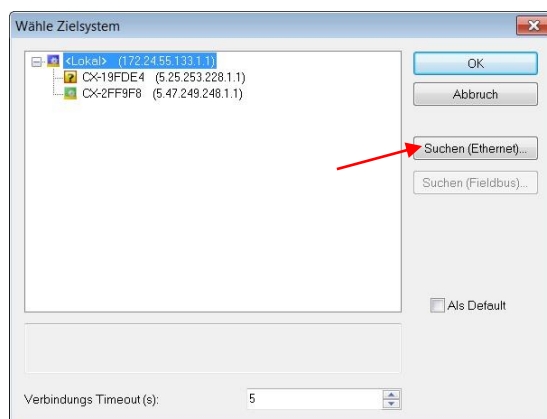 Wähle Zielsystem
<Lokal> (172.24.55.133.1.1)
CX-19FDE4 (5.25.253.228.1.1)
CX-2FF9F8 (5.47.249.248.1.1)
OK
Abbruch
Suchen (Ethernet)...
Suchen (Fieldbus)...
Als Default
Verbindungs Timeout (s):
5